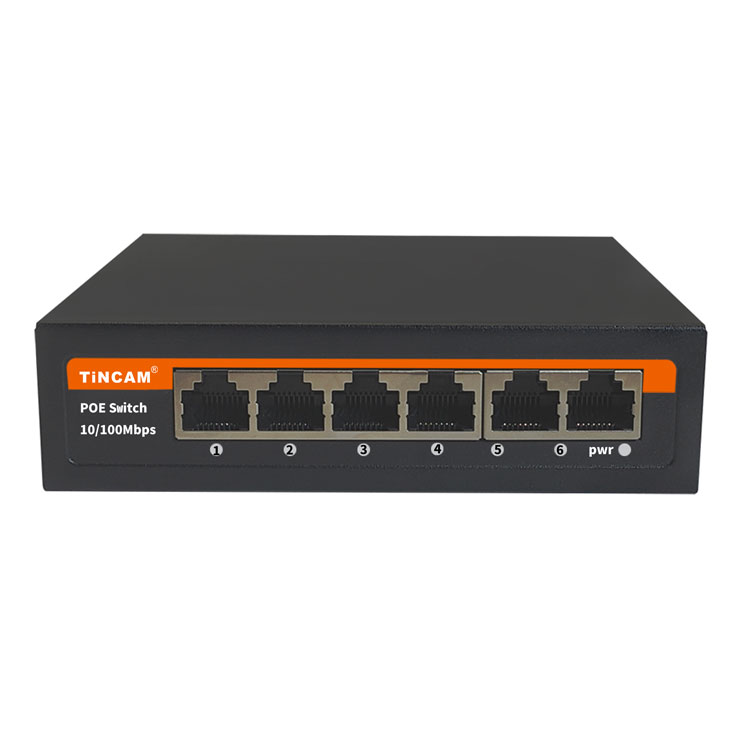 TiNCAM®
POE Switch
10/100Mbps
1 2 3 4 5 6 pwr